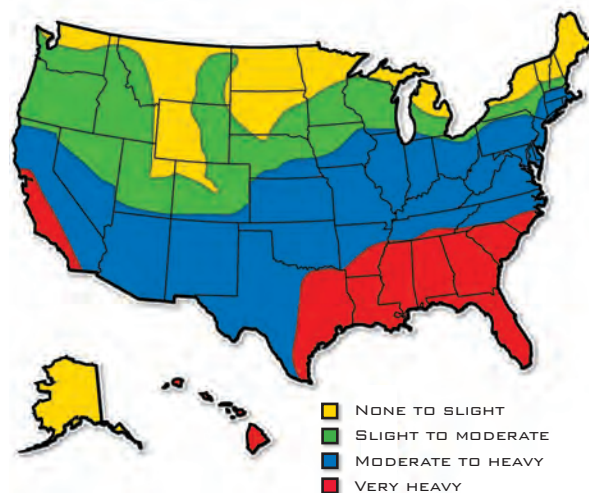 None to slight
Slight to moderate
Moderate to heavy
Very heavy